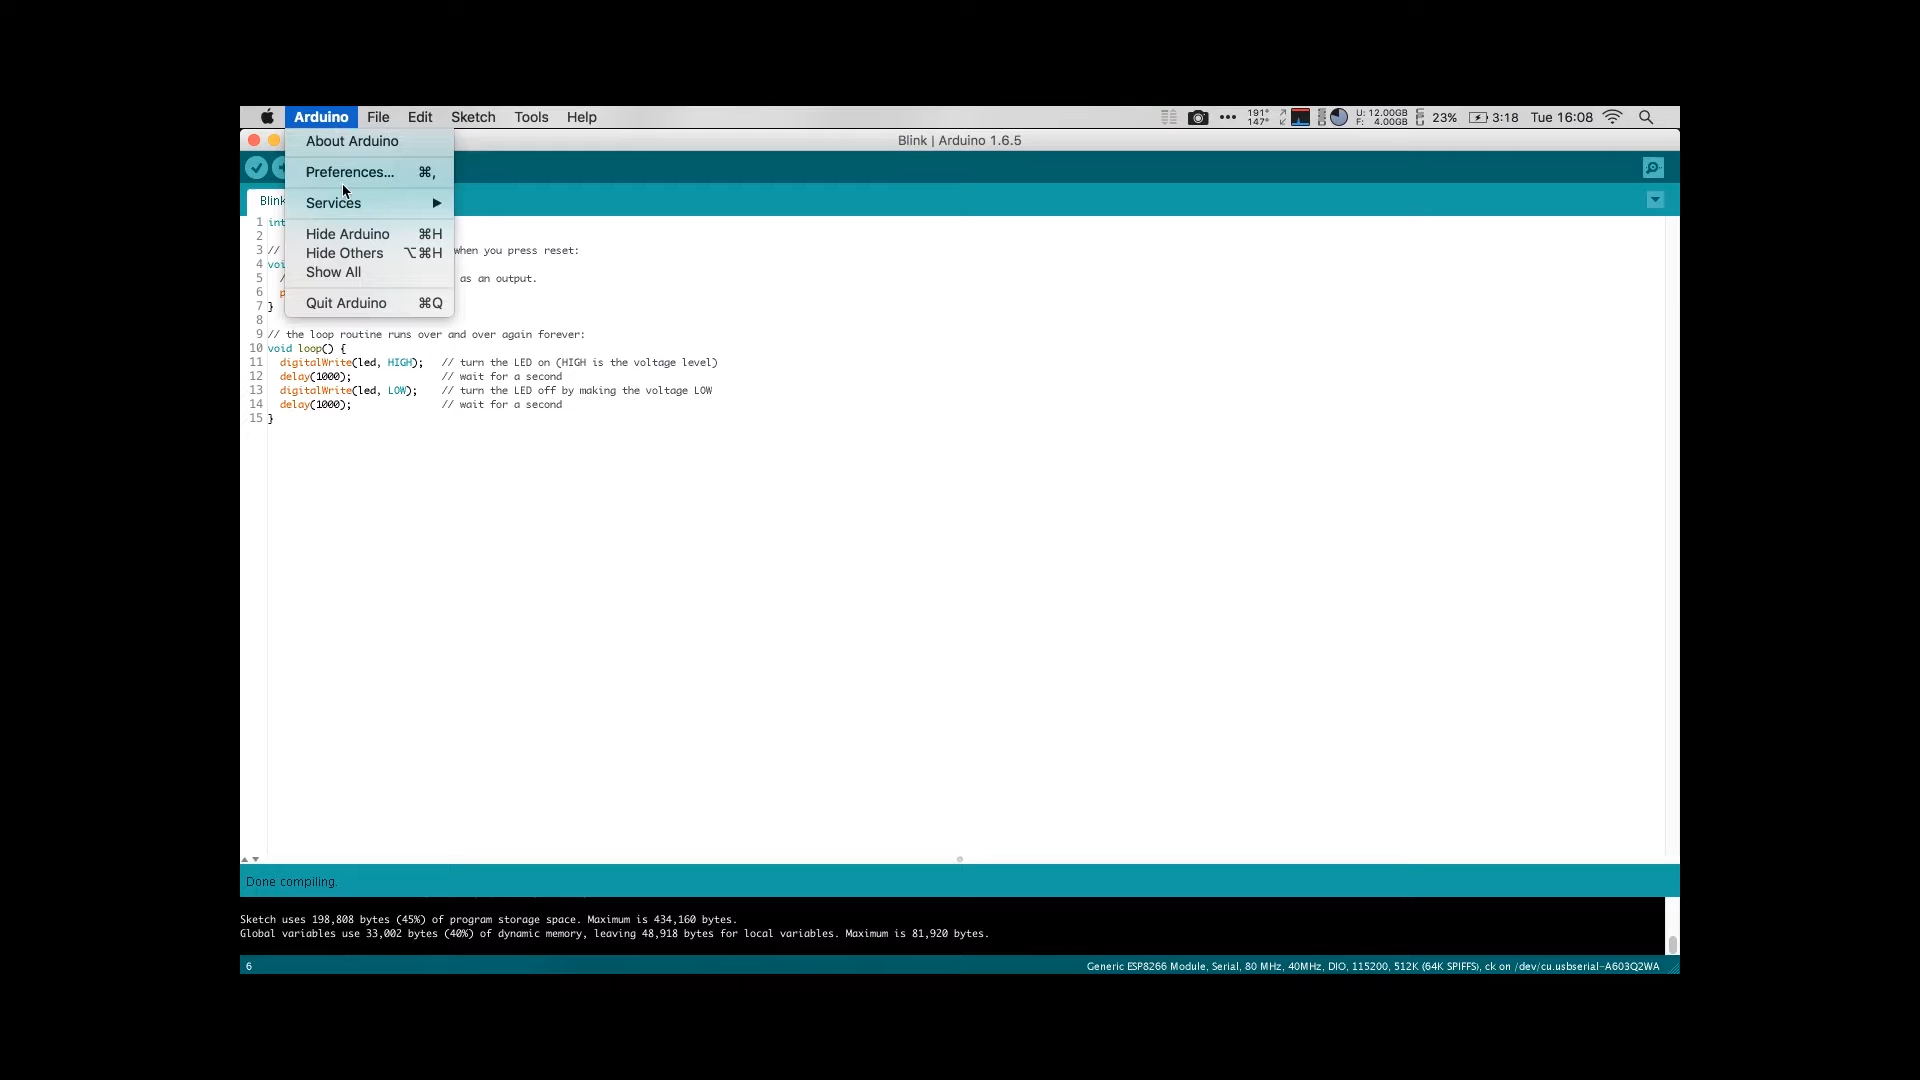 Arduino File Edit Sketch Tools Help 191° 147° U: 12.00GB F: 4.00GB 23% 3:18 Tue 16:08
Blink | Arduino 1.6.5
About Arduino
Preferences... ⌘,
Services ▶
Hide Arduino ⌘H
Hide Others ⌥⌘H
Show All
Quit Arduino ⌘Q
Blink
1 int
2
3 // when you press reset:
4 voi
5 // as an output.
6 p
7 }
8
9 // the loop routine runs over and over again forever:
10 void loop() {
11 digitalWrite(led, HIGH); // turn the LED on (HIGH is the voltage level)
12 delay(1000); // wait for a second
13 digitalWrite(led, LOW); // turn the LED off by making the voltage LOW
14 delay(1000); // wait for a second
15 }
Done compiling.
Sketch uses 198,808 bytes (45%) of program storage space. Maximum is 434,160 bytes.
Global variables use 33,002 bytes (40%) of dynamic memory, leaving 48,918 bytes for local variables. Maximum is 81,920 bytes.
6 Generic ESP8266 Module, Serial, 80 MHz, 40MHz, DIO, 115200, 512K (64K SPIFFS), ck on /dev/cu.usbserial-A603Q2WA